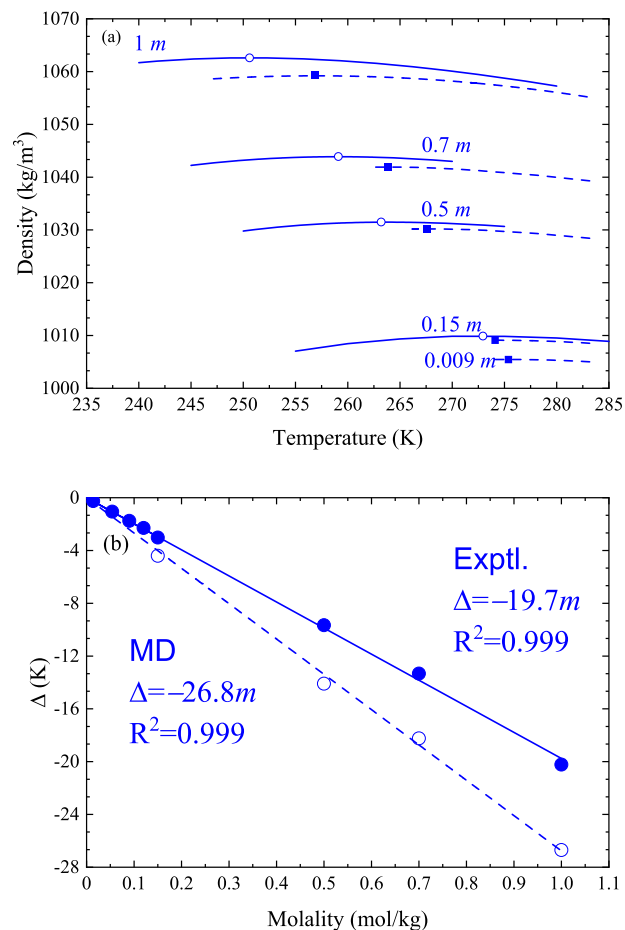 (a)
1 m
0.7 m
0.5 m
0.15 m
0.009 m
1070
1060
1050
1040
1030
1020
1010
1000
Density (kg/m³)
235 240 245 250 255 260 265 270 275 280 285
Temperature (K)
(b)
0
-4
-8
-12
-16
-20
-24
-28
Δ (K)
Exptl.
Δ=−19.7m
R²=0.999
MD
Δ=−26.8m
R²=0.999
0 0.1 0.2 0.3 0.4 0.5 0.6 0.7 0.8 0.9 1.0 1.1
Molality (mol/kg)